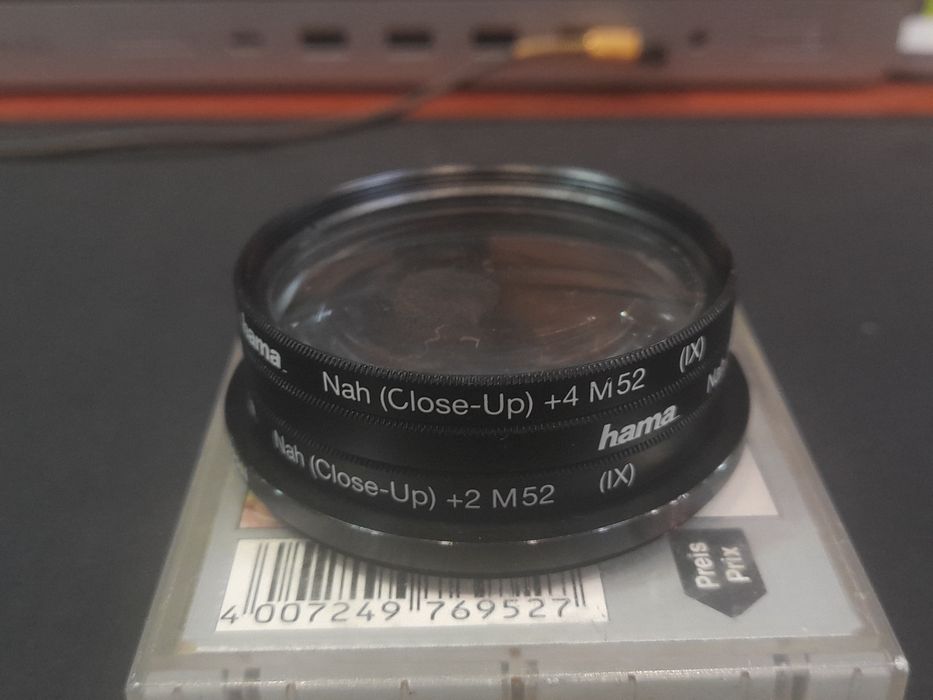 hama
Nah (Close-Up) +4 M52 (IX)
hama
Nah (Close-Up) +2 M52 (IX)
Preis
Prix
4 007249 769527